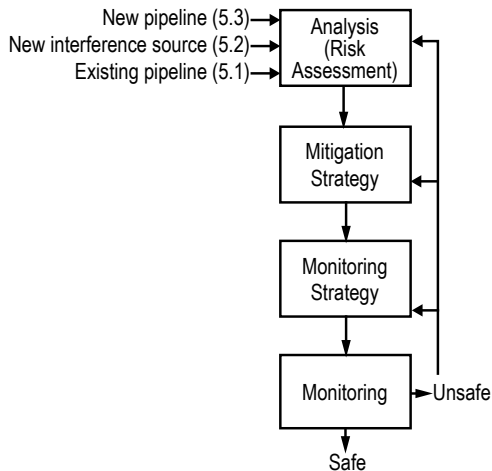 New pipeline (5.3)
New interference source (5.2)
Existing pipeline (5.1)
Analysis
(Risk
Assessment)
Mitigation
Strategy
Monitoring
Strategy
Monitoring
Unsafe
Safe